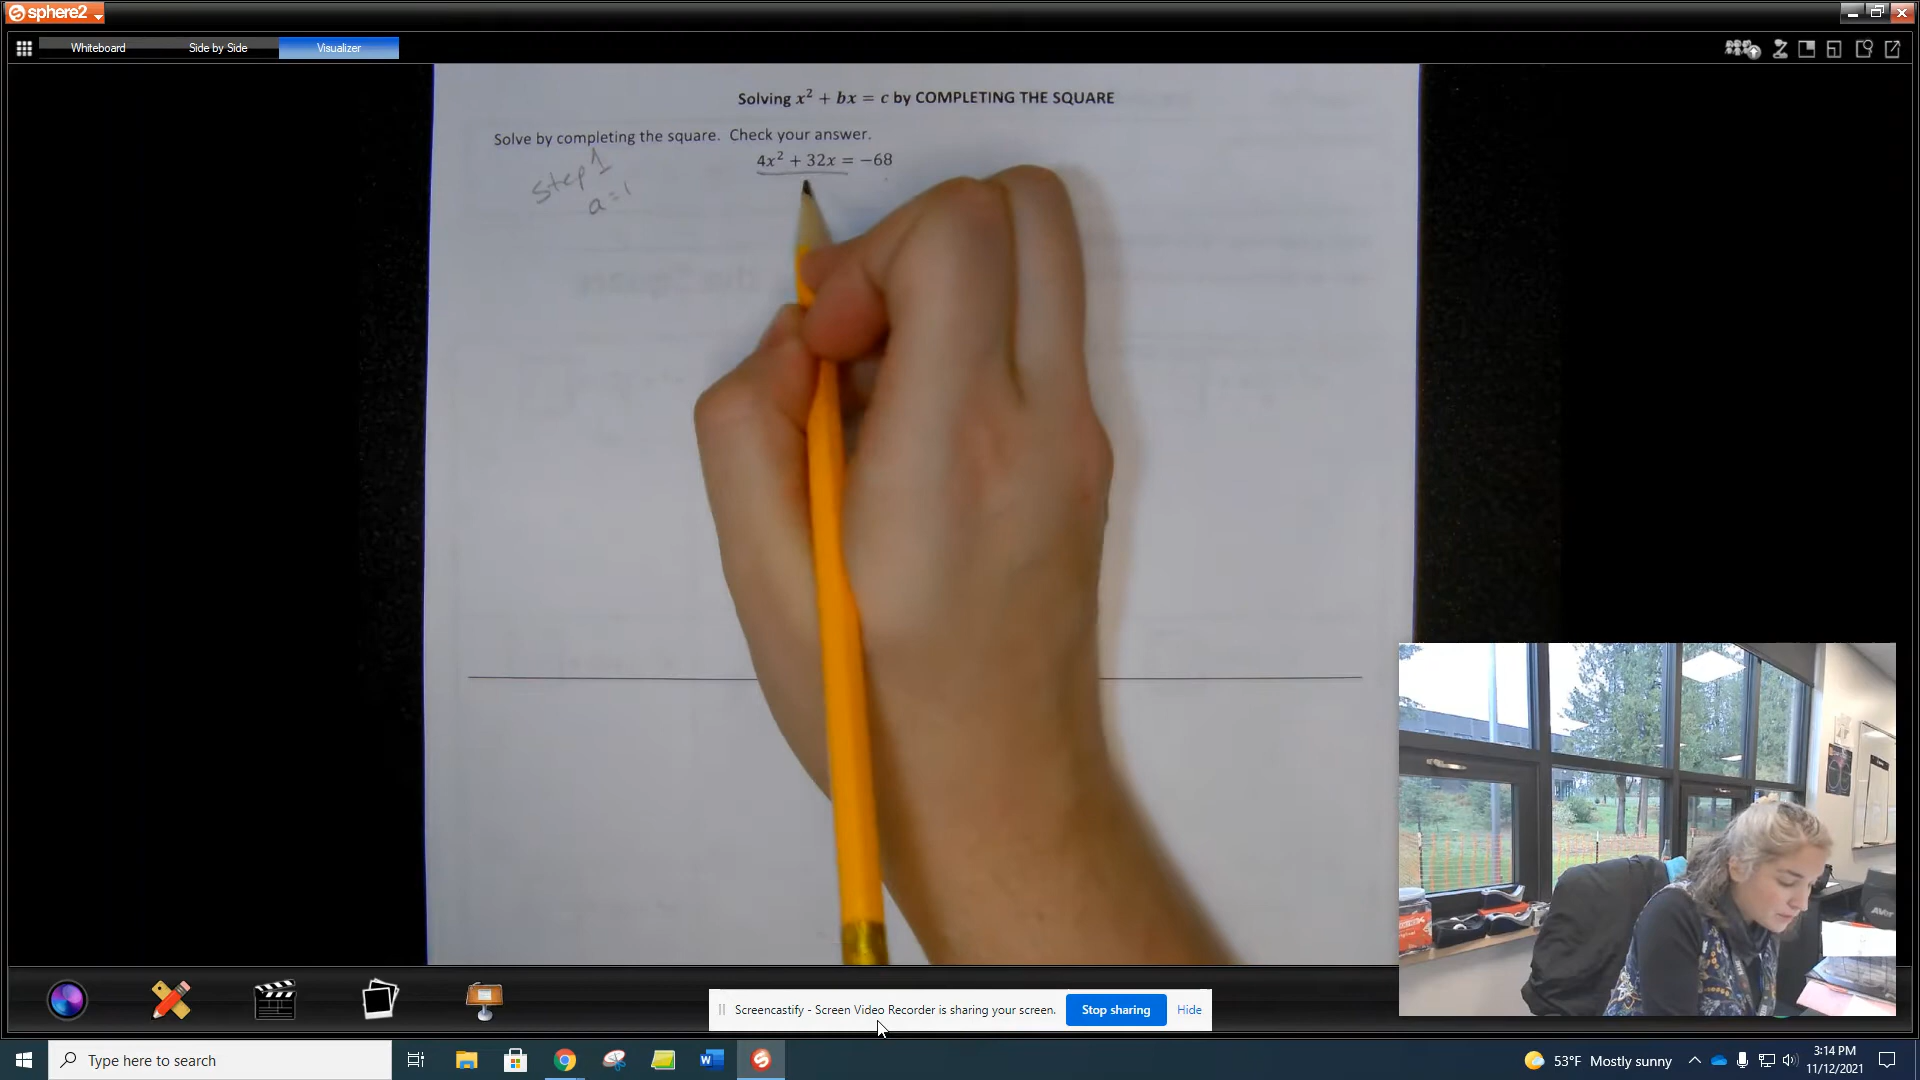 sphere2
Whiteboard Side by Side Visualizer
Solving x² + bx = c by COMPLETING THE SQUARE
Solve by completing the square. Check your answer.
4x² + 32x = −68
Step 1
a = 1
AVer
Screencastify - Screen Video Recorder is sharing your screen. Stop sharing Hide
Type here to search
53°F Mostly sunny
3:14 PM
11/12/2021